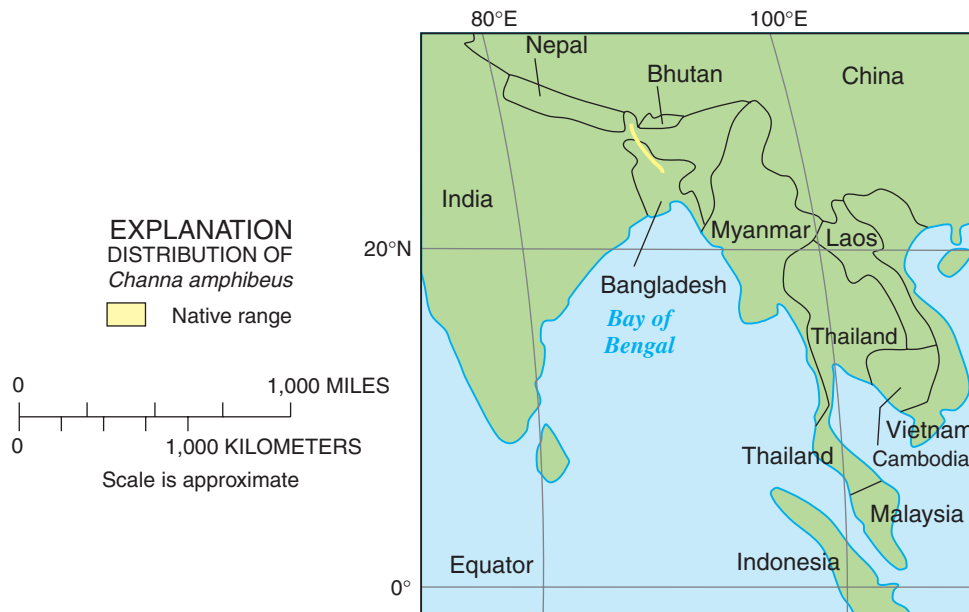 80°E
100°E
Nepal
Bhutan
China
India
EXPLANATION
DISTRIBUTION OF
Channa amphibeus
Native range
20°N
Myanmar
Laos
Bangladesh
Bay of
Bengal
Thailand
0
1,000 MILES
0
1,000 KILOMETERS
Scale is approximate
Vietnam
Thailand
Cambodia
Malaysia
Equator
Indonesia
0°